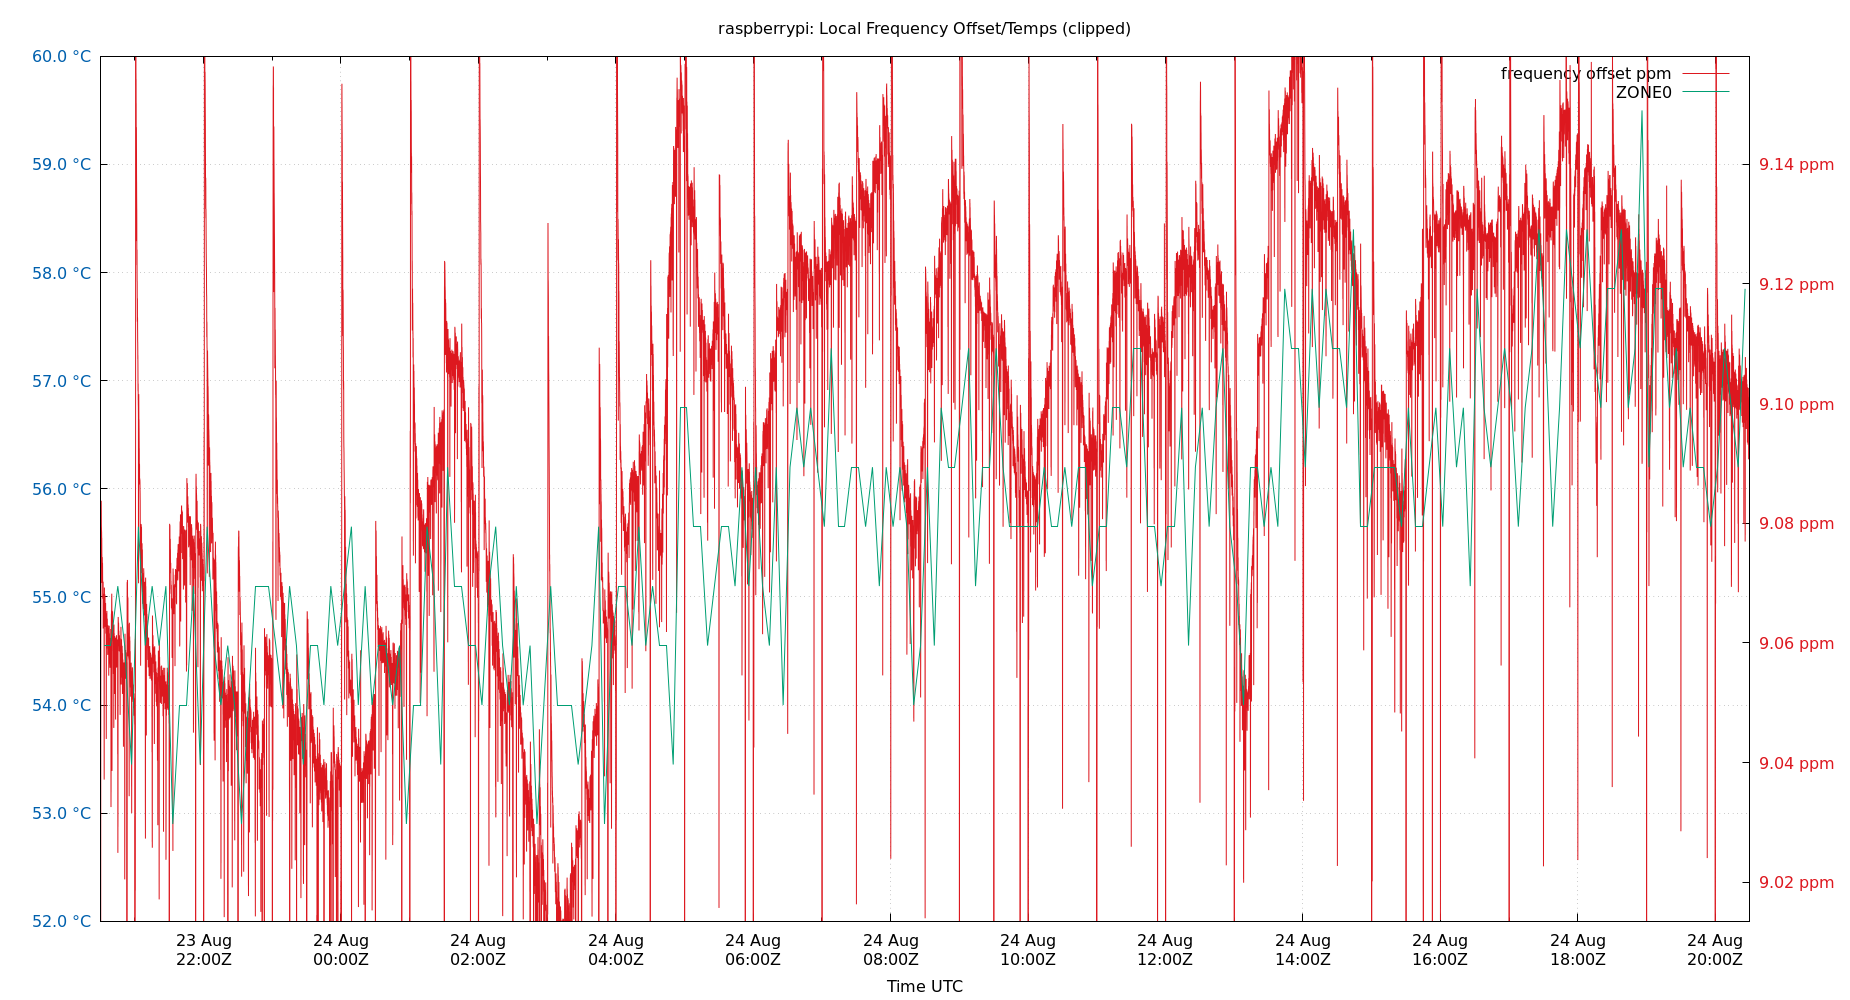 raspberrypi: Local Frequency Offset/Temps (clipped)
frequency offset ppm
ZONE0
60.0 °C
59.0 °C
58.0 °C
57.0 °C
56.0 °C
55.0 °C
54.0 °C
53.0 °C
52.0 °C
9.14 ppm
9.12 ppm
9.10 ppm
9.08 ppm
9.06 ppm
9.04 ppm
9.02 ppm
23 Aug 24 Aug 24 Aug 24 Aug 24 Aug 24 Aug 24 Aug 24 Aug 24 Aug 24 Aug 24 Aug 24 Aug
22:00Z 00:00Z 02:00Z 04:00Z 06:00Z 08:00Z 10:00Z 12:00Z 14:00Z 16:00Z 18:00Z 20:00Z
Time UTC